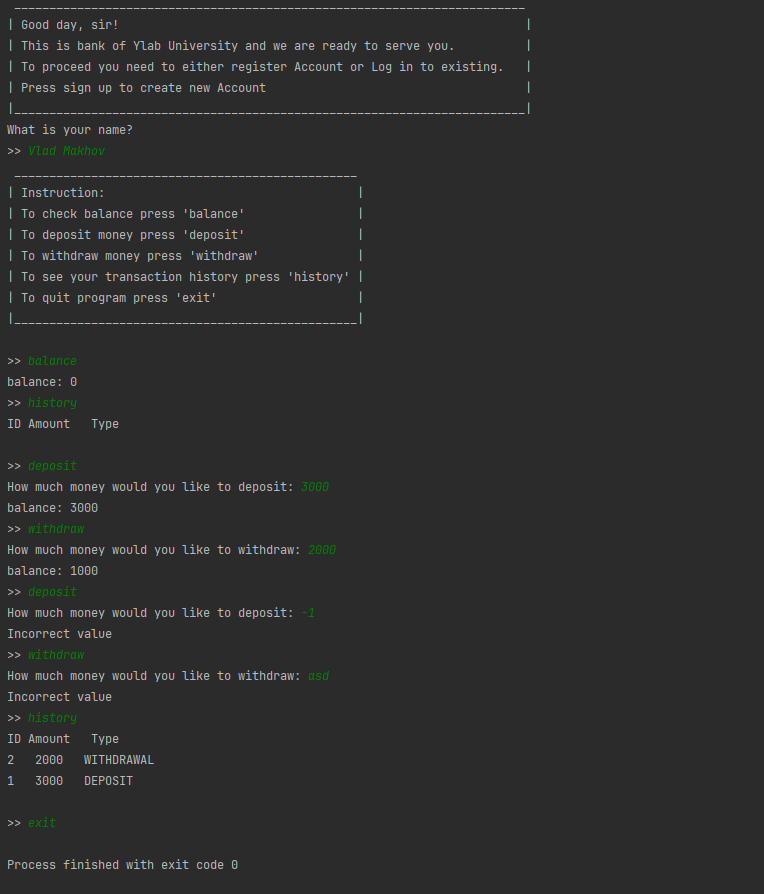 _________________________________________________________________________
| Good day, sir!                                                          |
| This is bank of Ylab University and we are ready to serve you.          |
| To proceed you need to either register Account or Log in to existing.   |
| Press sign up to create new Account                                     |
|_________________________________________________________________________|
What is your name?
>> Vlad Makhov
 _________________________________________________
| Instruction:                                    |
| To check balance press 'balance'                |
| To deposit money press 'deposit'                |
| To withdraw money press 'withdraw'              |
| To see your transaction history press 'history' |
| To quit program press 'exit'                    |
|_________________________________________________|
>> balance
balance: 0
>> history
ID Amount   Type
>> deposit
How much money would you like to deposit: 3000
balance: 3000
>> withdraw
How much money would you like to withdraw: 2000
balance: 1000
>> deposit
How much money would you like to deposit: -1
Incorrect value
>> withdraw
How much money would you like to withdraw: asd
Incorrect value
>> history
ID Amount   Type
2   2000   WITHDRAWAL
1   3000   DEPOSIT
>> exit
Process finished with exit code 0